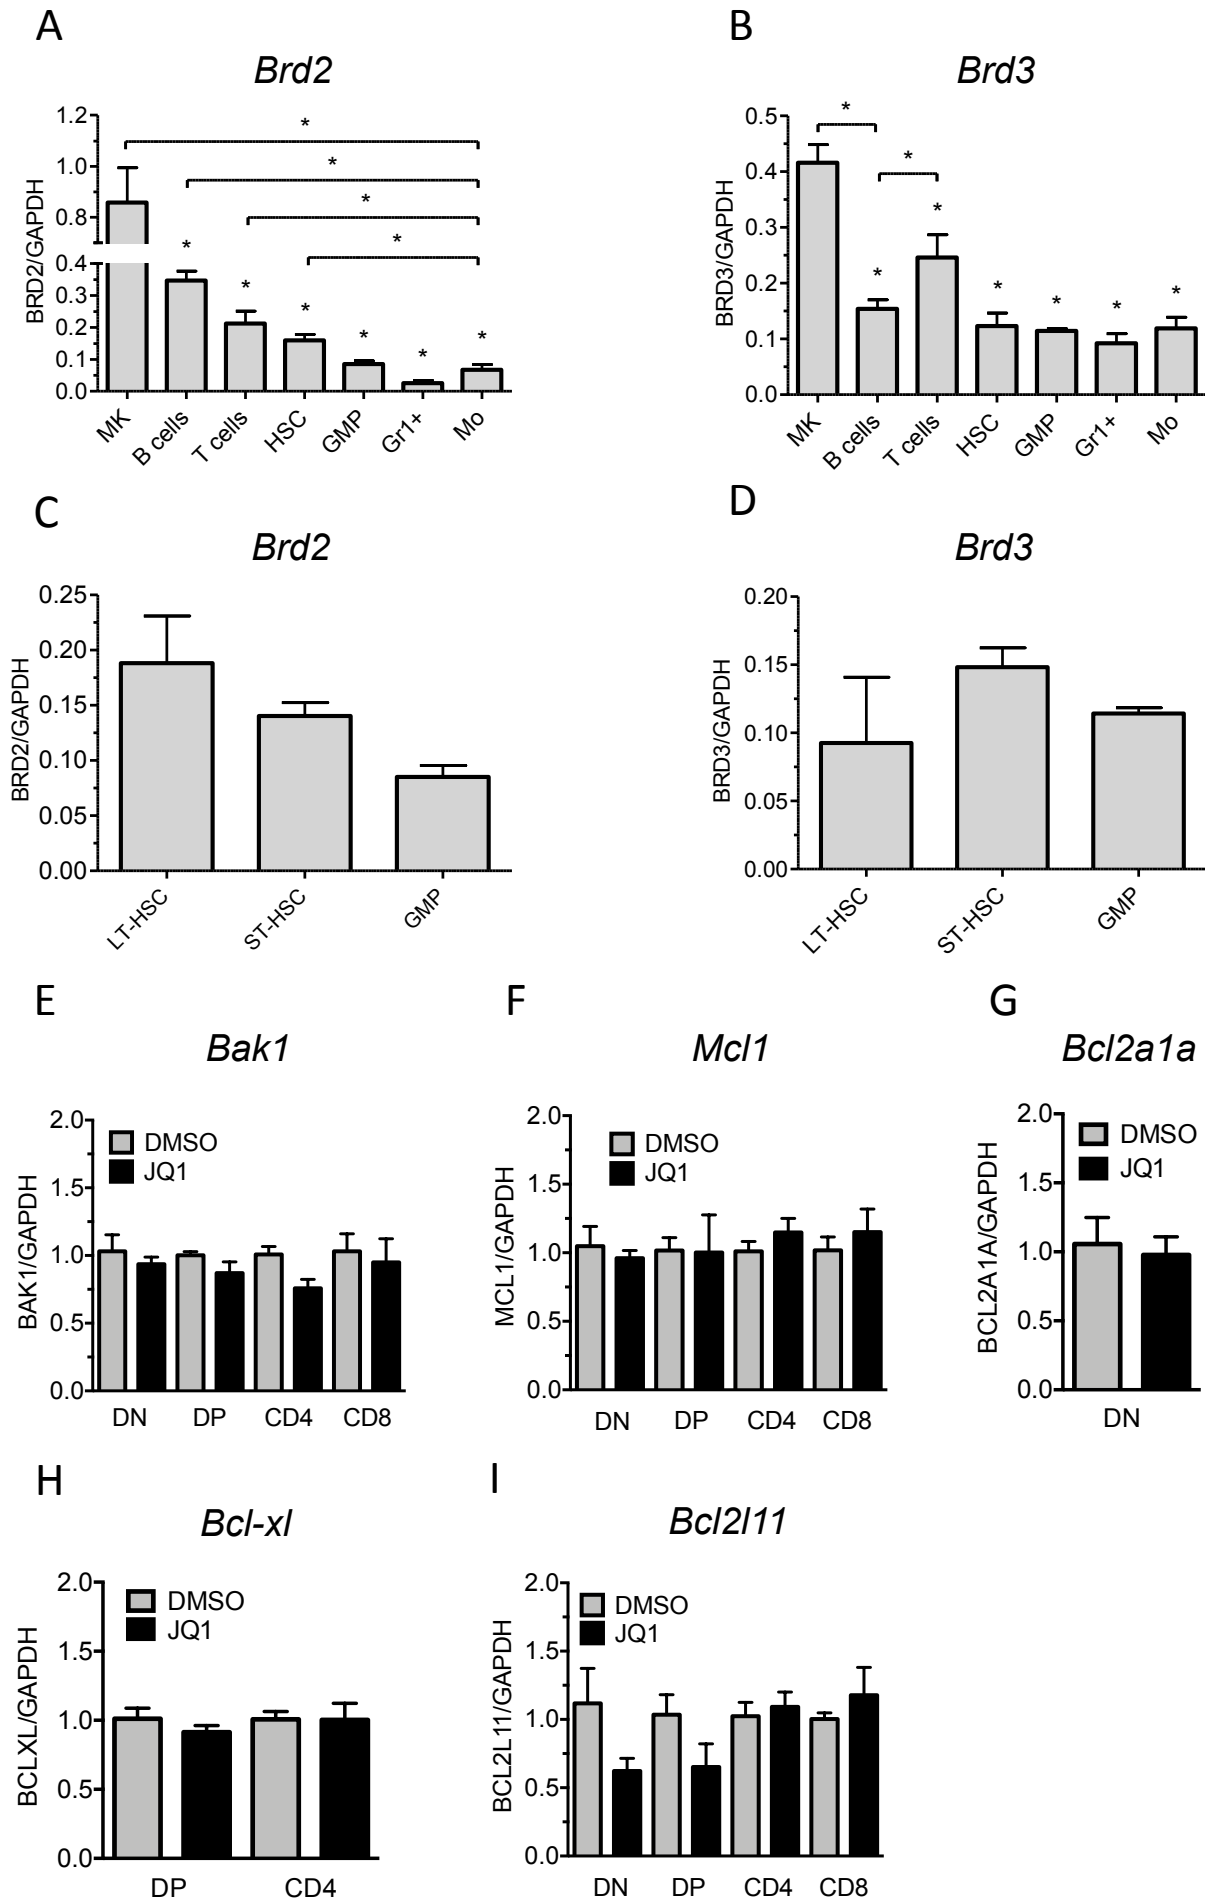 A
Brd2
BRD2/GAPDH
1.2
1.0
0.8
0.4
0.3
0.2
0.1
0.0
*
*
*
*
*
*
*
*
*
*
MK
B cells
T cells
HSC
GMP
Gr1+
Mo
B
Brd3
BRD3/GAPDH
0.5
0.4
0.3
0.2
0.1
0.0
*
*
*
*
*
*
*
*
MK
B cells
T cells
HSC
GMP
Gr1+
Mo
C
Brd2
BRD2/GAPDH
0.25
0.20
0.15
0.10
0.05
0.00
LT-HSC
ST-HSC
GMP
D
Brd3
BRD3/GAPDH
0.20
0.15
0.10
0.05
0.00
LT-HSC
ST-HSC
GMP
E
Bak1
BAK1/GAPDH
2.0
1.5
1.0
0.5
0.0
DMSO
JQ1
DN DP CD4 CD8
F
Mcl1
MCL1/GAPDH
2.0
1.5
1.0
0.5
0.0
DMSO
JQ1
DN DP CD4 CD8
G
Bcl2a1a
BCL2A1A/GAPDH
2.0
1.5
1.0
0.5
0.0
DMSO
JQ1
DN
H
Bcl-xl
BCLXL/GAPDH
2.0
1.5
1.0
0.5
0.0
DMSO
JQ1
DP CD4
I
Bcl2l11
BCL2L11/GAPDH
2.0
1.5
1.0
0.5
0.0
DMSO
JQ1
DN DP CD4 CD8